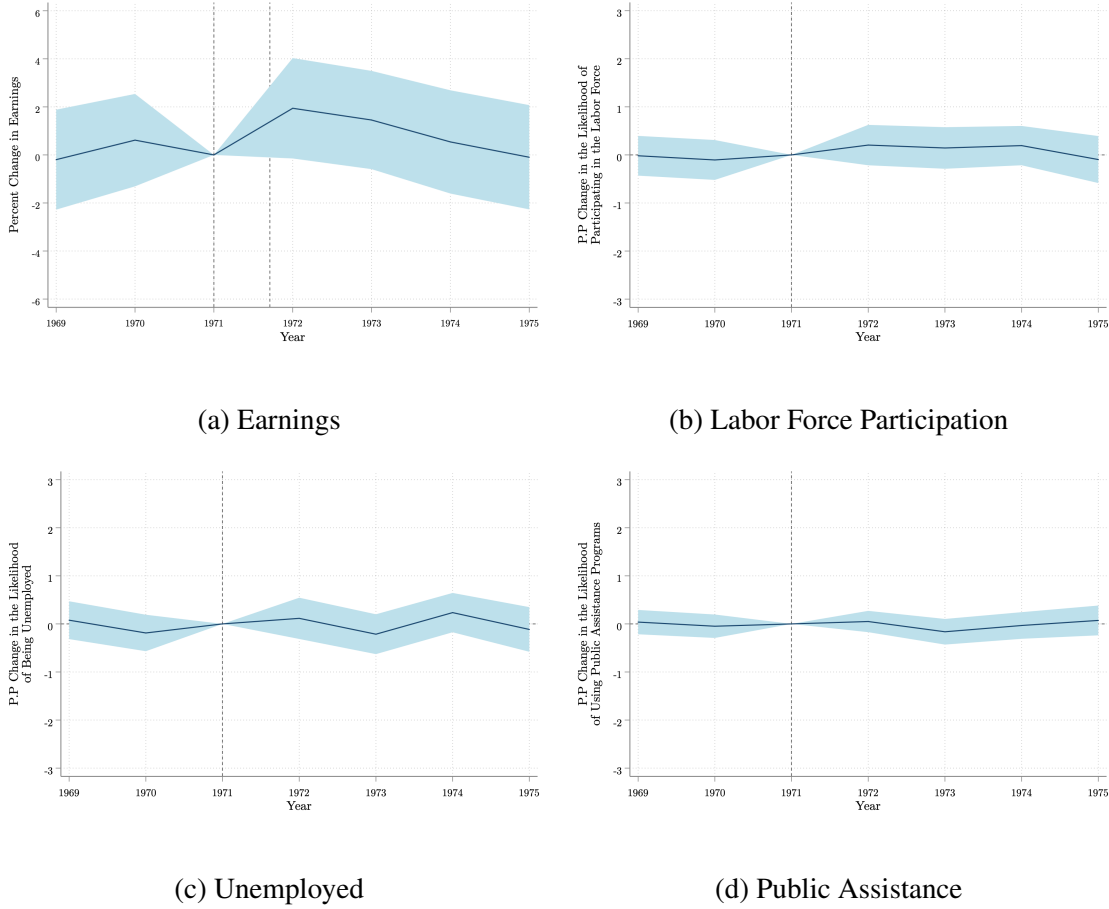 Percent Change in Earnings
6
4
2
0
-2
-4
-6
1969 1970 1971 1972 1973 1974 1975
Year
(a) Earnings
P.P Change in the Likelihood of
Participating in the Labor Force
3
2
1
0
-1
-2
-3
1969 1970 1971 1972 1973 1974 1975
Year
(b) Labor Force Participation
P.P Change in the Likelihood
of Being Unemployed
3
2
1
0
-1
-2
-3
1969 1970 1971 1972 1973 1974 1975
Year
(c) Unemployed
P.P Change in the Likelihood
of Using Public Assistance Programs
3
2
1
0
-1
-2
-3
1969 1970 1971 1972 1973 1974 1975
Year
(d) Public Assistance